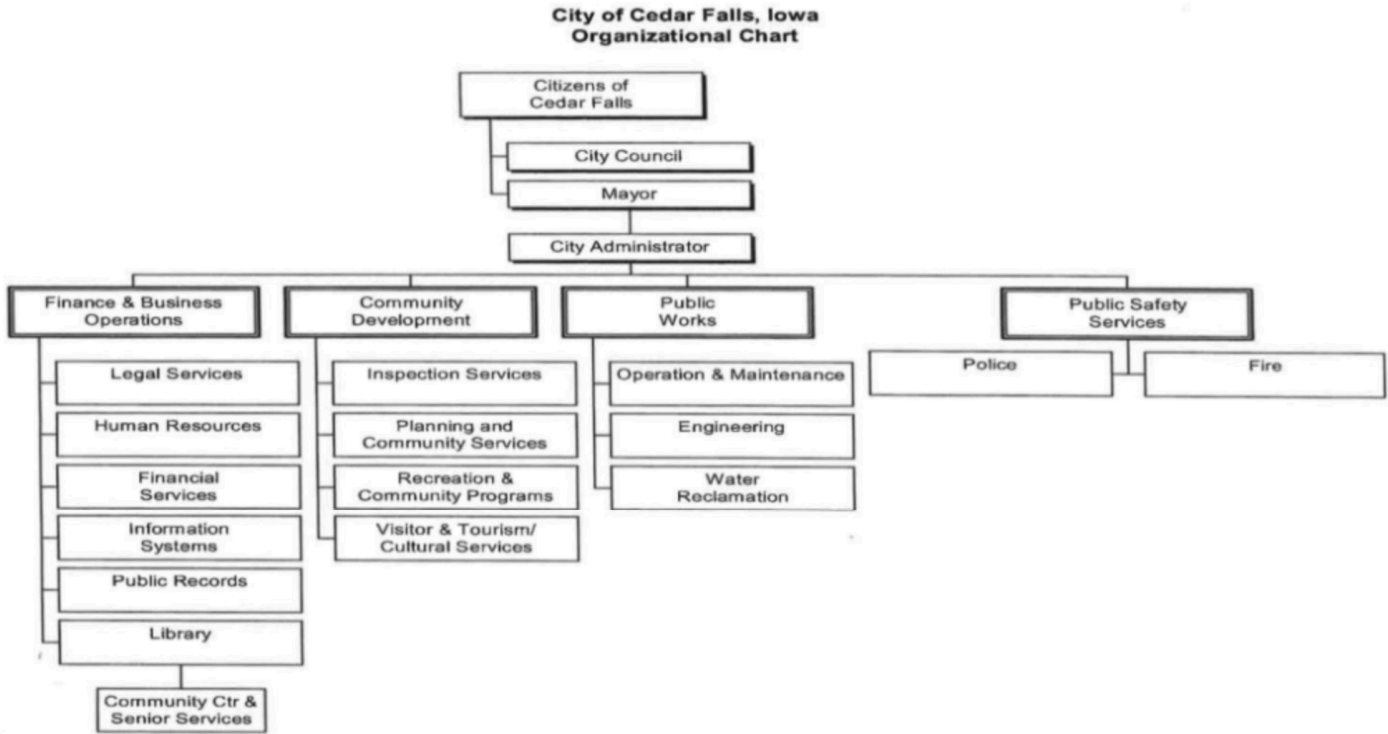 City of Cedar Falls, Iowa
Organizational Chart
Citizens of
Cedar Falls
City Council
Mayor
City Administrator
Finance & Business
Operations
Legal Services
Human Resources
Financial
Services
Information
Systems
Public Records
Library
Community Ctr &
Senior Services
Community
Development
Inspection Services
Planning and
Community Services
Recreation &
Community Programs
Visitor & Tourism/
Cultural Services
Public
Works
Operation & Maintenance
Engineering
Water
Reclamation
Public Safety
Services
Police
Fire